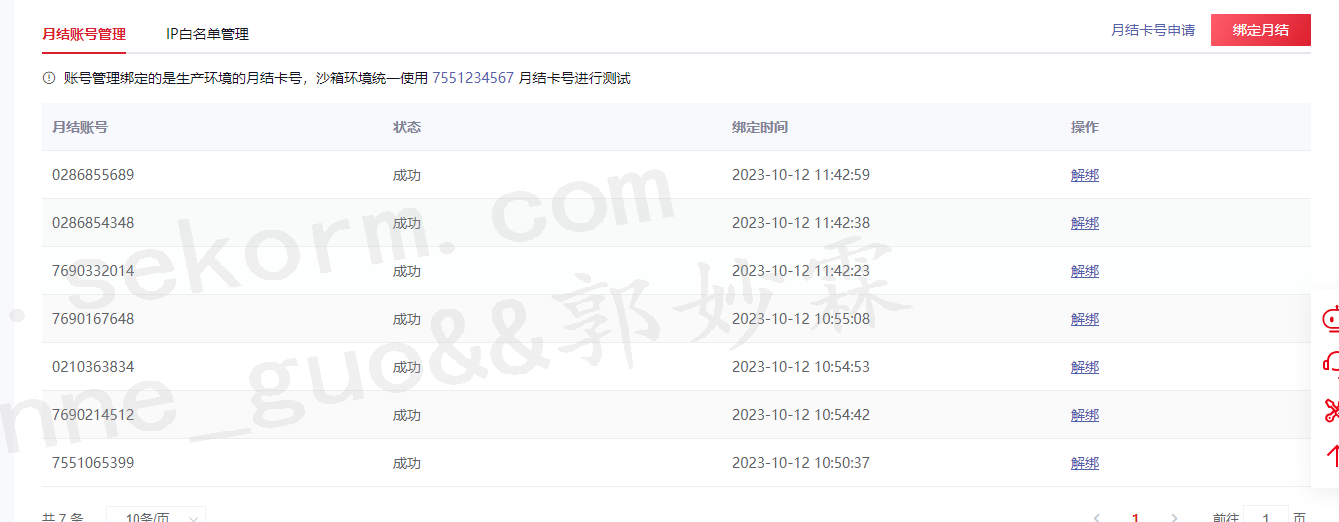 月结账号管理 IP白名单管理 月结卡号申请 绑定月结
账号管理绑定的是生产环境的月结卡号，沙箱环境统一使用 7551234567 月结卡号进行测试
月结账号 状态 绑定时间 操作
0286855689 成功 2023-10-12 11:42:59 解绑
0286854348 成功 2023-10-12 11:42:38 解绑
7690332014 成功 2023-10-12 11:42:23 解绑
7690167648 成功 2023-10-12 10:55:08 解绑
0210363834 成功 2023-10-12 10:54:53 解绑
7690214512 成功 2023-10-12 10:54:42 解绑
7551065399 成功 2023-10-12 10:50:37 解绑
共 7 条 10条/页 1 前往 1 页
. sekorm. com
nne_guo&&郭妙霖